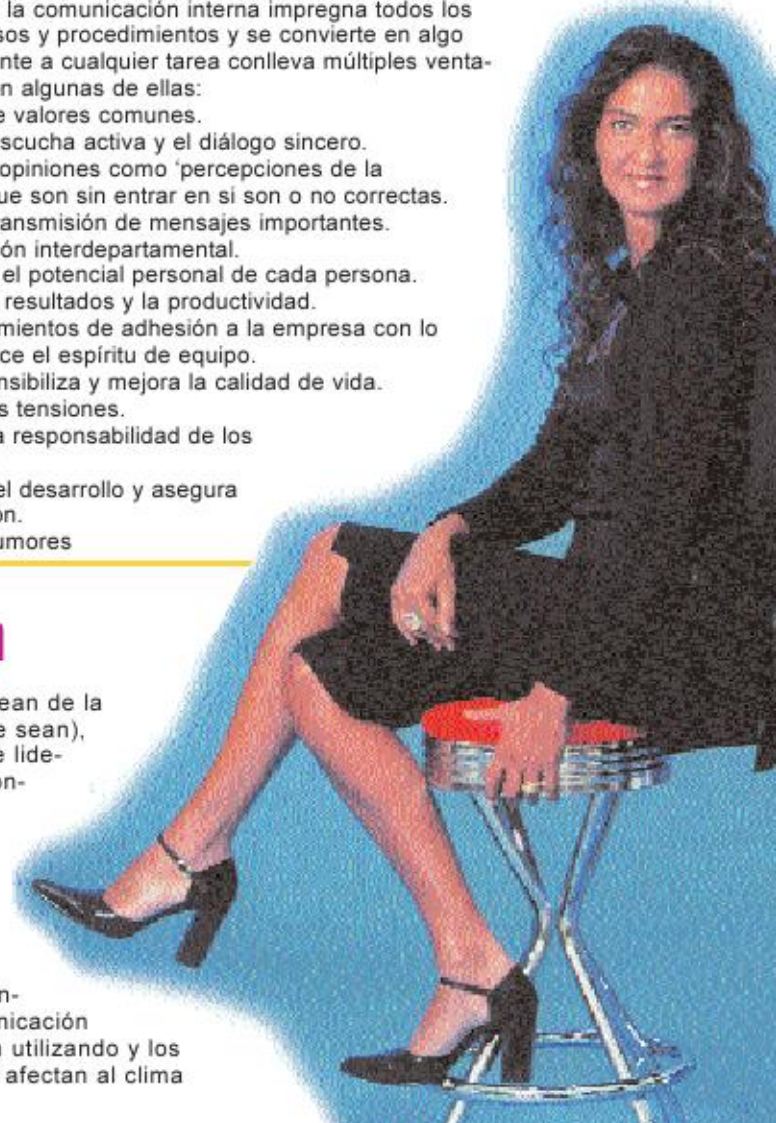 la comunicación interna impregna todos los
sos y procedimientos y se convierte en algo
nte a cualquier tarea conlleva múltiples venta-
n algunas de ellas:
e valores comunes.
scucha activa y el diálogo sincero.
opiniones como ‘percepciones de la
ue son sin entrar en si son o no correctas.
ransmisión de mensajes importantes.
ón interdepartamental.
el potencial personal de cada persona.
resultados y la productividad.
mientos de adhesión a la empresa con lo
ce el espíritu de equipo.
nsibiliza y mejora la calidad de vida.
s tensiones.
a responsabilidad de los
el desarrollo y asegura
ón.
umores
ean de la
e sean),
e lide-
on-
n-
nicación
n utilizando y los
afectan al clima